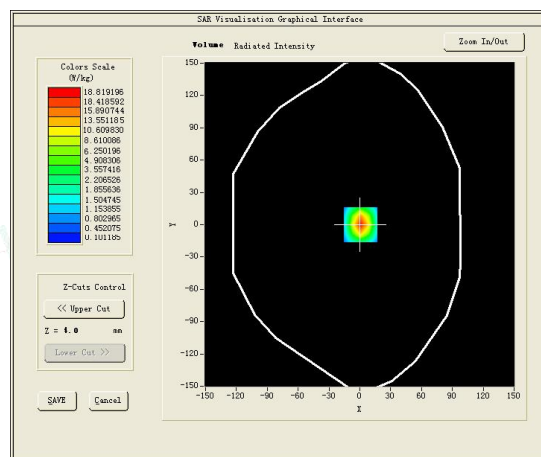 SAR Visualisation Graphical Interface
Volume Radiated Intensity
Zoom In/Out
Colors Scale
(W/kg)
18.819196
18.418592
15.890744
13.551185
10.609830
8.610086
6.250196
4.908306
3.557416
2.206526
1.855636
1.504745
1.153855
0.802965
0.452075
0.101185
Z-Cuts Control
<< Upper Cut
Z = 4.0 mm
Lower Cut >>
SAVE
Cancel
150
120
90
60
30
0
-30
-60
-90
-120
-150
Y
-150 -120 -90 -60 -30 0 30 60 90 120 150
X